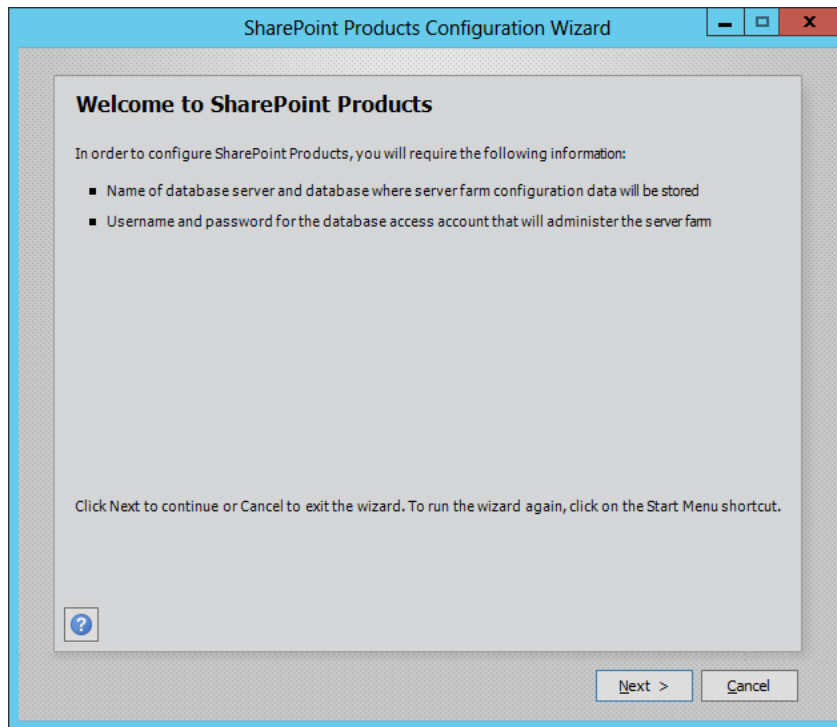 SharePoint Products Configuration Wizard
Welcome to SharePoint Products
In order to configure SharePoint Products, you will require the following information:
Name of database server and database where server farm configuration data will be stored
Username and password for the database access account that will administer the server farm
Click Next to continue or Cancel to exit the wizard. To run the wizard again, click on the Start Menu shortcut.
Next >
Cancel